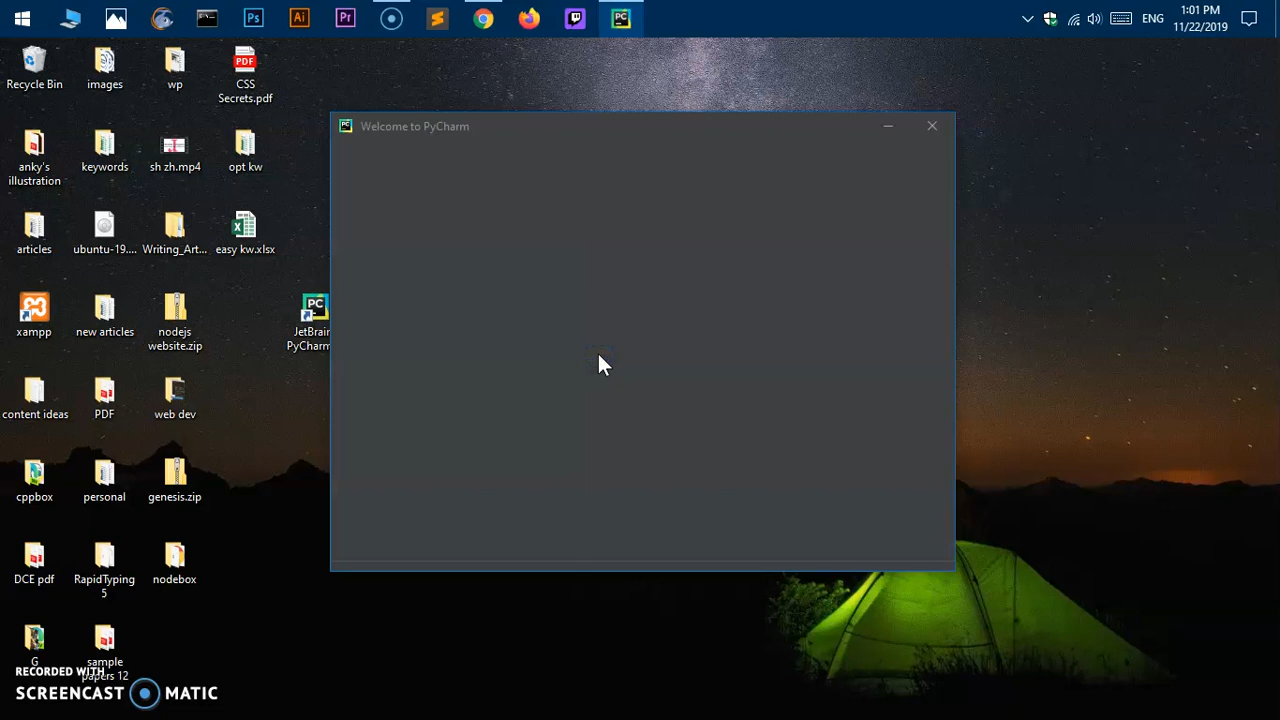 Ps
Ai
Pr
PC
ENG
1:01 PM
11/22/2019
Recycle Bin
images
wp
PDF
CSS
Secrets.pdf
PC
Welcome to PyCharm
anky's
illustration
keywords
sh zh.mp4
opt kw
articles
ubuntu-19....
Writing_Art...
easy kw.xlsx
PC
xampp
new articles
nodejs
website.zip
JetBrain
PyCharm
content ideas
PDF
web dev
cppbox
personal
genesis.zip
DCE pdf
RapidTyping
5
nodebox
G
sample
papers 12
RECORDED WITH
SCREENCAST MATIC